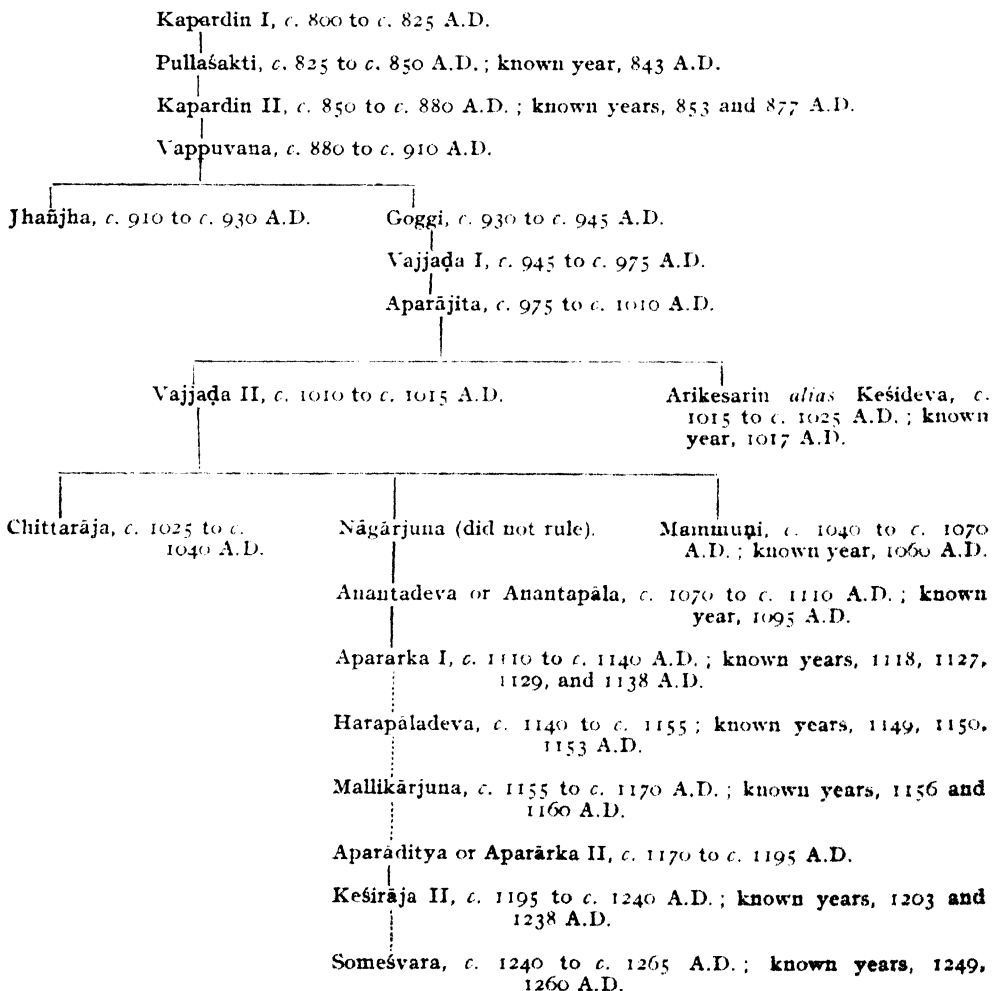 Kapardin I, c. 800 to c. 825 A.D.
Pullaśakti, c. 825 to c. 850 A.D. ; known year, 843 A.D.
Kapardin II, c. 850 to c. 880 A.D. ; known years, 853 and 877 A.D.
Vappuvana, c. 880 to c. 910 A.D.
Jhañjha, c. 910 to c. 930 A.D.
Goggi, c. 930 to c. 945 A.D.
Vajjaḍa I, c. 945 to c. 975 A.D.
Aparājita, c. 975 to c. 1010 A.D.
Vajjaḍa II, c. 1010 to c. 1015 A.D.
Arikesarin alias Keśideva, c.
1015 to c. 1025 A.D. ; known
year, 1017 A.D.
Chittarāja, c. 1025 to c.
1040 A.D.
Nāgārjuna (did not rule).
Mammuṇi, c. 1040 to c. 1070
A.D. ; known year, 1060 A.D.
Anantadeva or Anantapāla, c. 1070 to c. 1110 A.D. ; known
year, 1095 A.D.
Aparārka I, c. 1110 to c. 1140 A.D. ; known years, 1118, 1127,
1129, and 1138 A.D.
Harapāladeva, c. 1140 to c. 1155 ; known years, 1149, 1150,
1153 A.D.
Mallikārjuna, c. 1155 to c. 1170 A.D. ; known years, 1156 and
1160 A.D.
Aparāditya or Aparārka II, c. 1170 to c. 1195 A.D.
Keśirāja II, c. 1195 to c. 1240 A.D. ; known years, 1203 and
1238 A.D.
Someśvara, c. 1240 to c. 1265 A.D. ; known years, 1249,
1260 A.D.